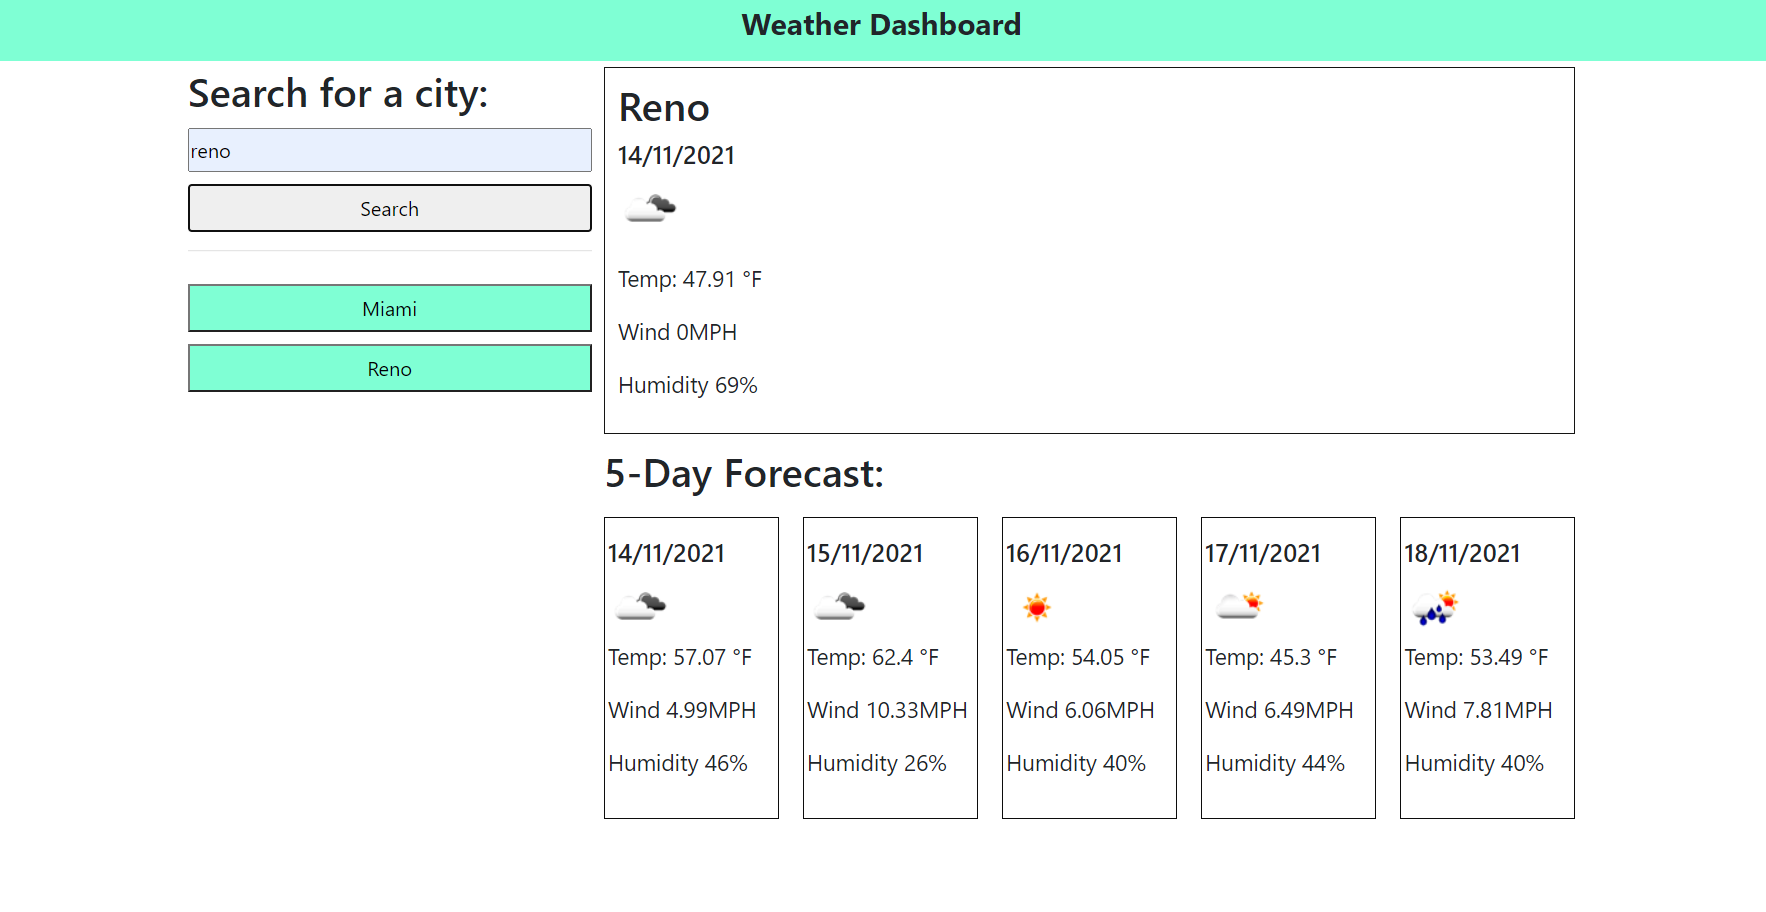 Weather Dashboard
Search for a city:
reno
Search
Miami
Reno
Reno
14/11/2021
Temp: 47.91 °F
Wind 0MPH
Humidity 69%
5-Day Forecast:
14/11/2021
Temp: 57.07 °F
Wind 4.99MPH
Humidity 46%
15/11/2021
Temp: 62.4 °F
Wind 10.33MPH
Humidity 26%
16/11/2021
Temp: 54.05 °F
Wind 6.06MPH
Humidity 40%
17/11/2021
Temp: 45.3 °F
Wind 6.49MPH
Humidity 44%
18/11/2021
Temp: 53.49 °F
Wind 7.81MPH
Humidity 40%